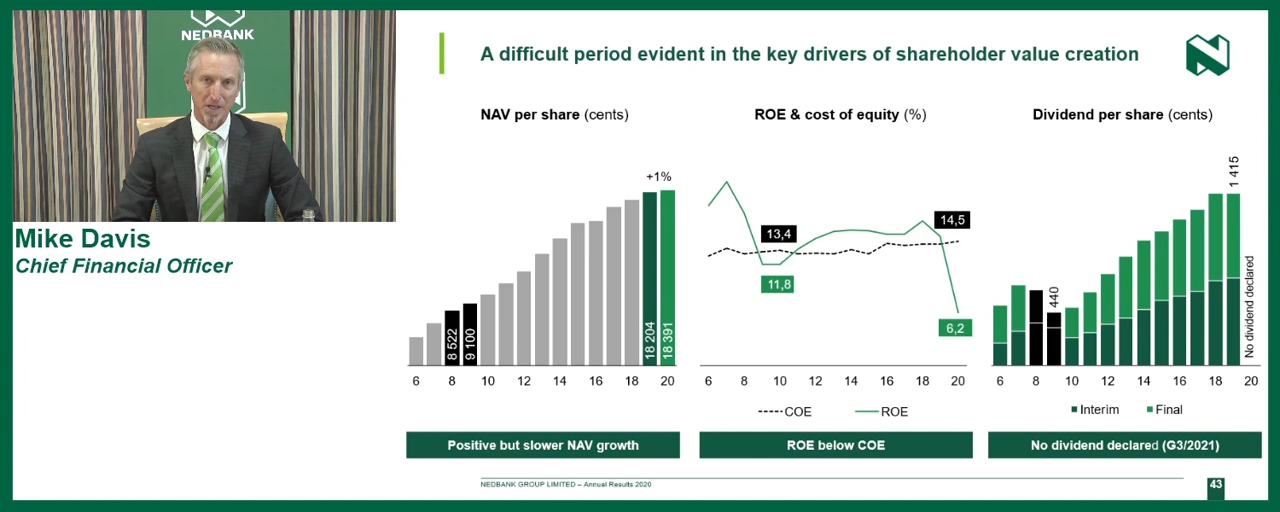 NEDBANK
Mike Davis
Chief Financial Officer
A difficult period evident in the key drivers of shareholder value creation
NAV per share (cents)
+1%
8 522
9 100
18 204
18 391
6 8 10 12 14 16 18 20
Positive but slower NAV growth
ROE & cost of equity (%)
13,4
14,5
11,8
6,2
6 8 10 12 14 16 18 20
COE ROE
ROE below COE
Dividend per share (cents)
1 415
440
No dividend declared
6 8 10 12 14 16 18 20
Interim Final
No dividend declared (G3/2021)
NEDBANK GROUP LIMITED – Annual Results 2020
43